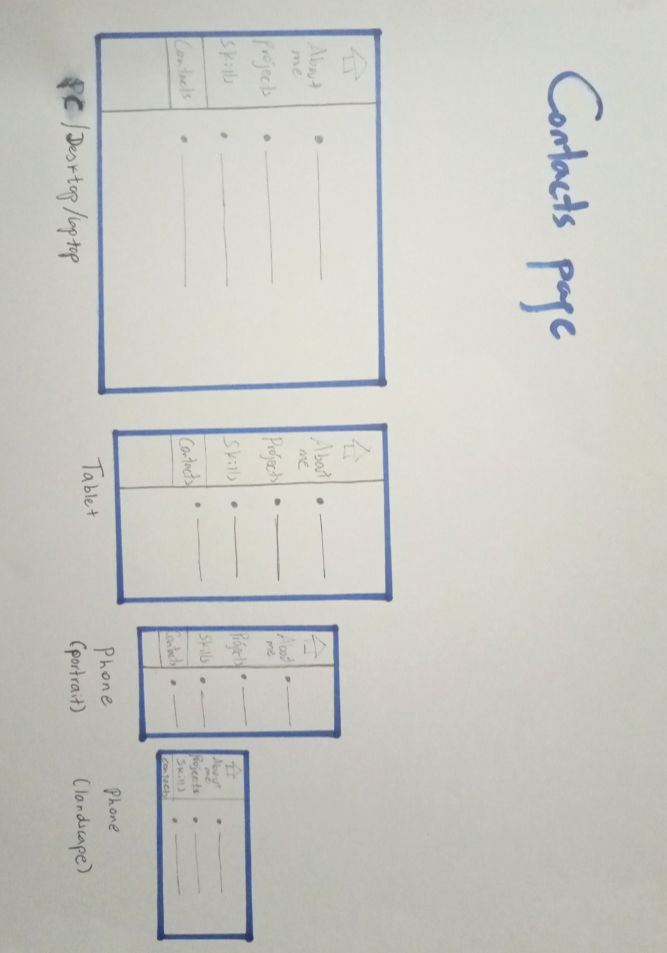 Contacts page
About
me
Projects
Skills
Contacts
PC/Desktop/laptop
About
me
Projects
Skills
Contacts
Tablet
About
me
Projects
Skills
Contacts
Phone
(portrait)
About
me
Projects
Skills
Contacts
Phone
(landscape)